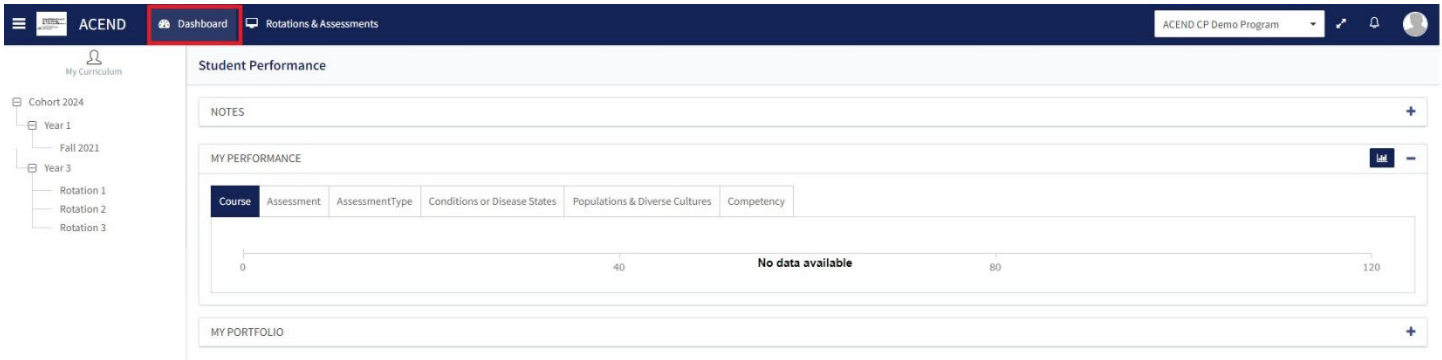 ACEND Dashboard Rotations & Assessments ACEND CP Demo Program
My Curriculum
Cohort 2024
Year 1
Fall 2021
Year 3
Rotation 1
Rotation 2
Rotation 3
Student Performance
NOTES
MY PERFORMANCE
Course Assessment AssessmentType Conditions or Disease States Populations & Diverse Cultures Competency
No data available
0 40 80 120
MY PORTFOLIO